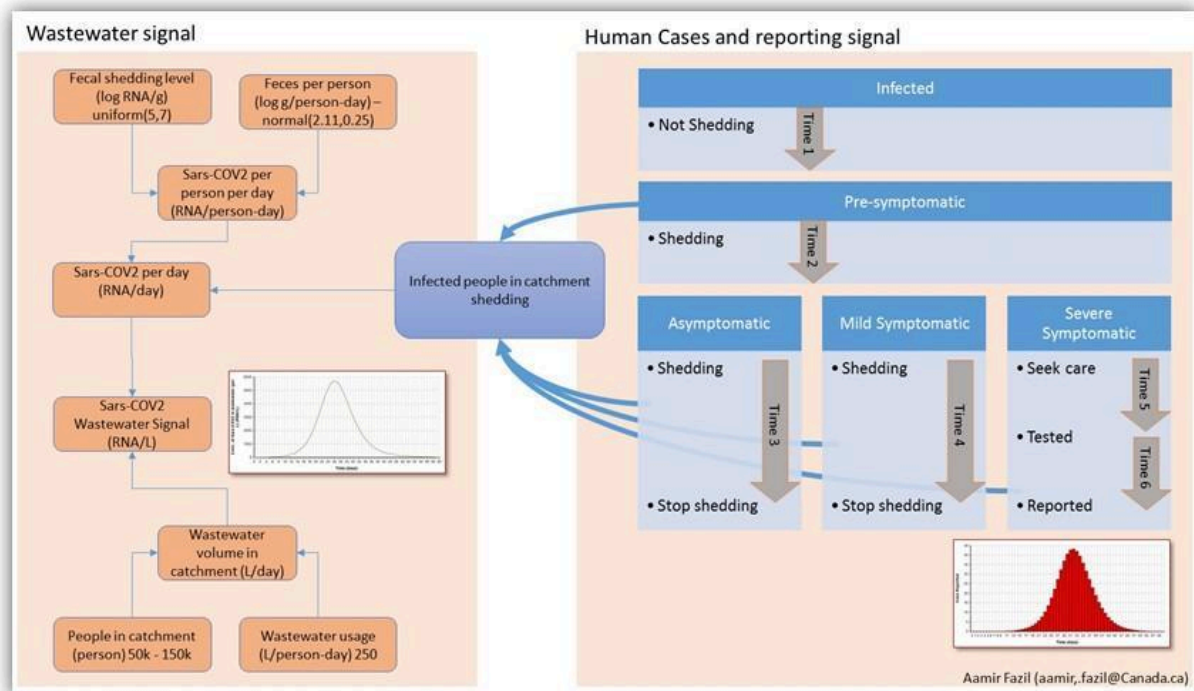 Wastewater signal
Fecal shedding level
(log RNA/g)
uniform(5,7)
Feces per person
(log g/person-day) –
normal(2.11,0.25)
Sars-COV2 per
person per day
(RNA/person-day)
Sars-COV2 per day
(RNA/day)
Sars-COV2
Wastewater Signal
(RNA/L)
Time (days)
Wastewater
volume in
catchment (L/day)
People in catchment
(person) 50k - 150k
Wastewater usage
(L/person-day) 250
Infected people in catchment
shedding
Human Cases and reporting signal
Infected
• Not Shedding
Time 1
Pre-symptomatic
• Shedding
Time 2
Asymptomatic
• Shedding
Time 3
• Stop shedding
Mild Symptomatic
• Shedding
Time 4
• Stop shedding
Severe
Symptomatic
• Seek care
Time 5
• Tested
Time 6
• Reported
Time (days)
Aamir Fazil (aamir,.fazil@Canada.ca)